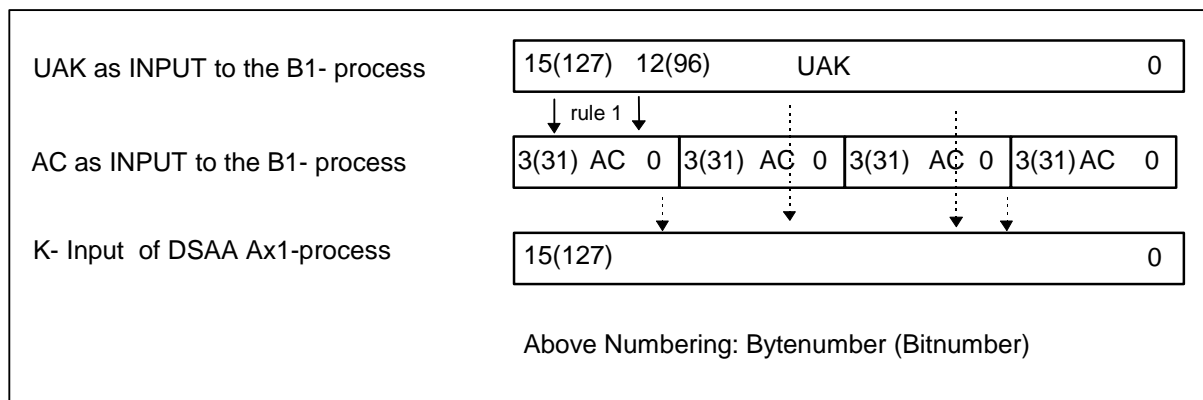 UAK as INPUT to the B1- process 15(127) 12(96) UAK 0
rule 1
AC as INPUT to the B1- process 3(31) AC 0 3(31) AC 0 3(31) AC 0 3(31) AC 0
K- Input of DSAA Ax1-process 15(127) 0
Above Numbering: Bytenumber (Bitnumber)